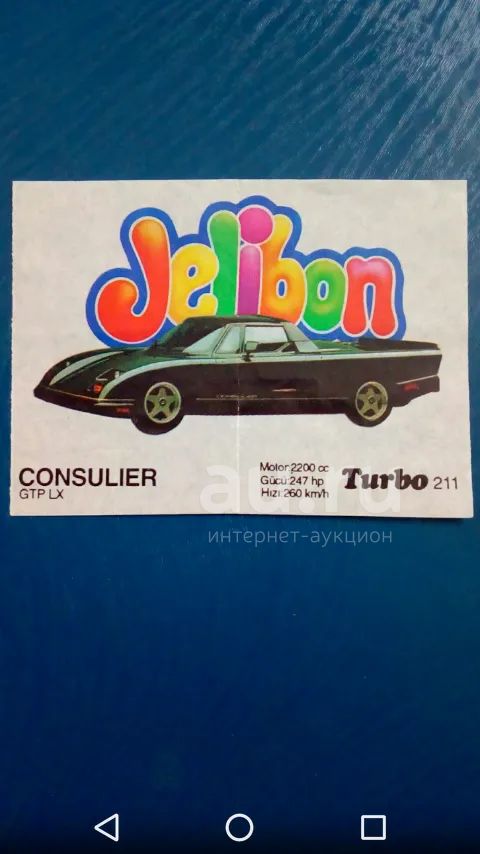 Jelibon
CONSULIER
GTP LX
Motor:2200 cc
Gücü:247 hp
Hızı:260 km/h
Turbo 211
au.ru
интернет-аукцион